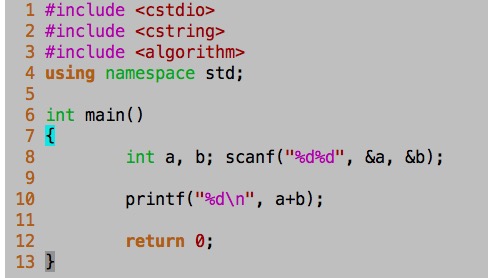 1 #include <cstdio>
2 #include <cstring>
3 #include <algorithm>
4 using namespace std;
5
6 int main()
7 {
8         int a, b; scanf("%d%d", &a, &b);
9
10         printf("%d\n", a+b);
11
12         return 0;
13 }